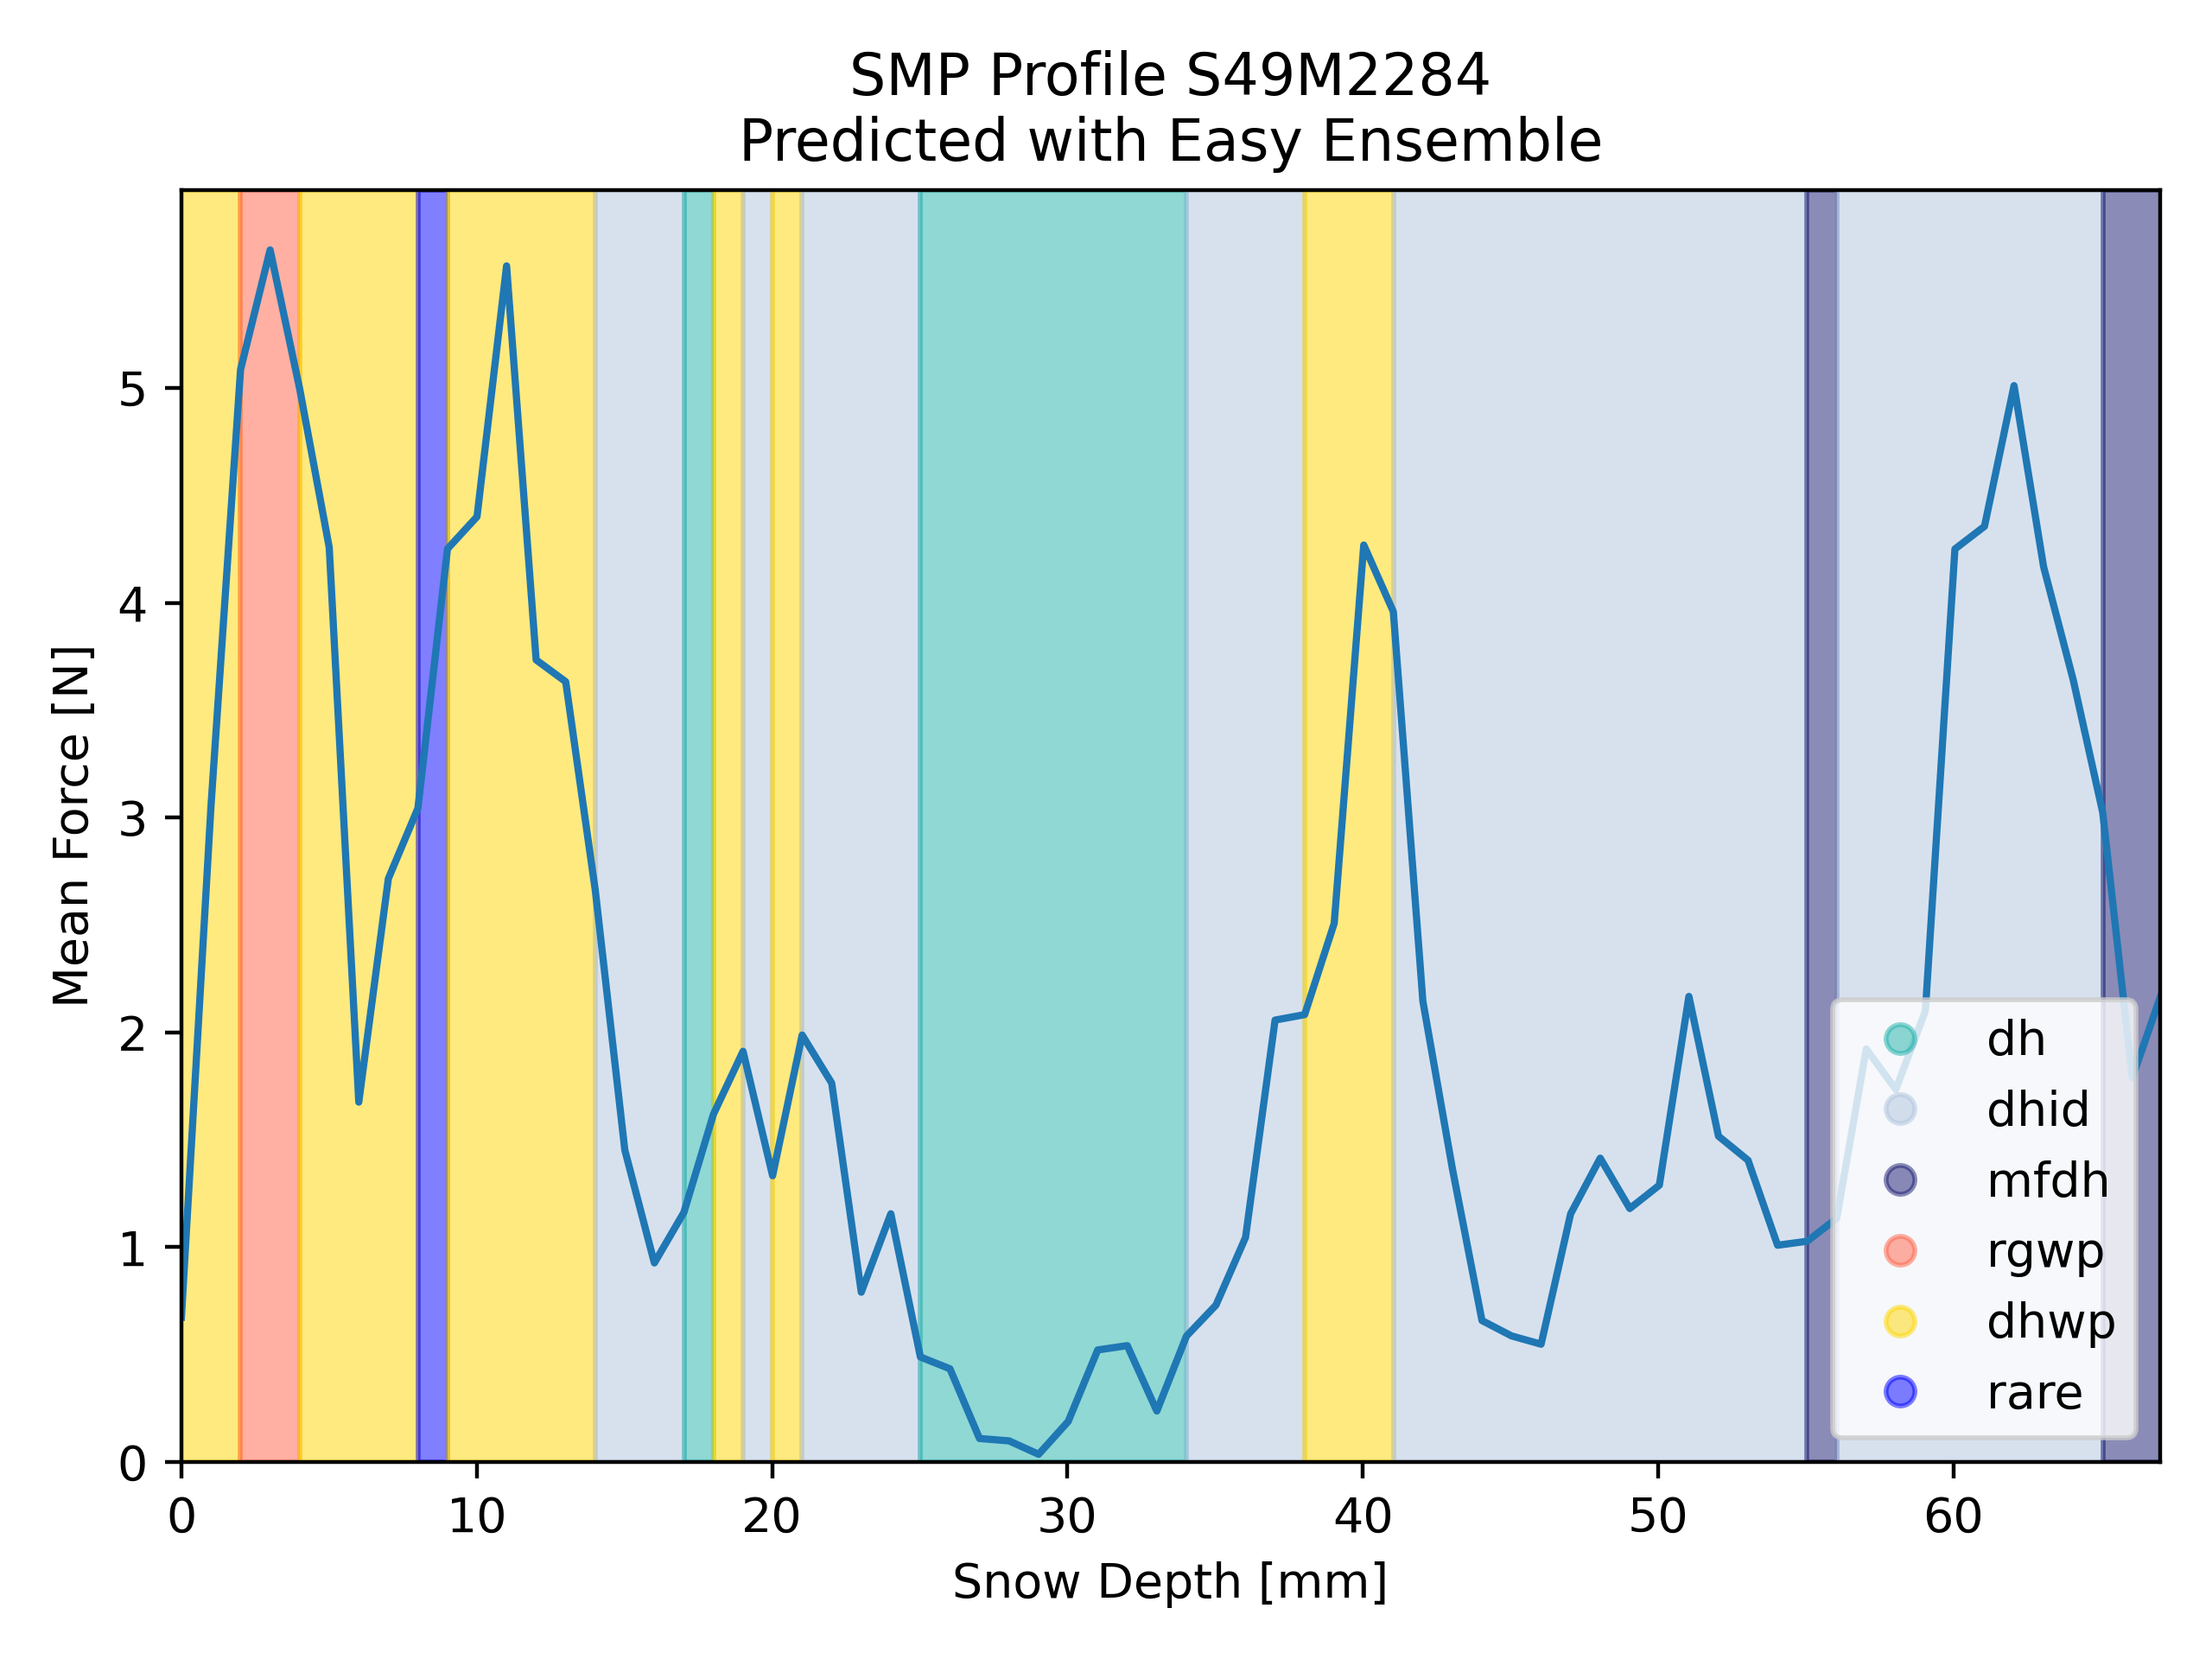 SMP Profile S49M2284
Predicted with Easy Ensemble
Mean Force [N]
5
4
3
2
1
0
0 10 20 30 40 50 60
Snow Depth [mm]
dh
dhid
mfdh
rgwp
dhwp
rare